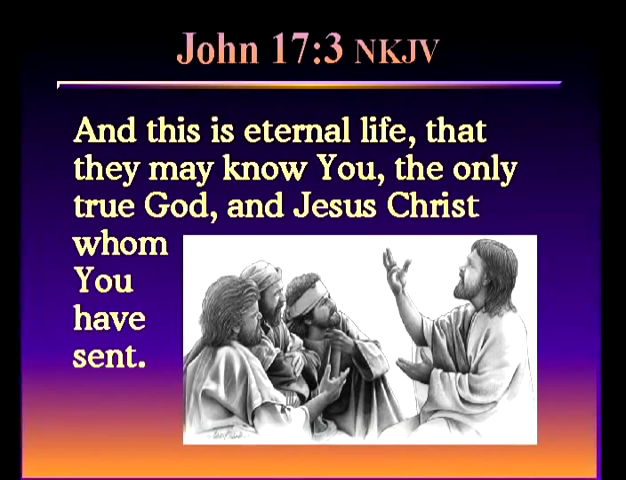 John 17:3 NKJV
And this is eternal life, that
they may know You, the only
true God, and Jesus Christ
whom
You
have
sent.